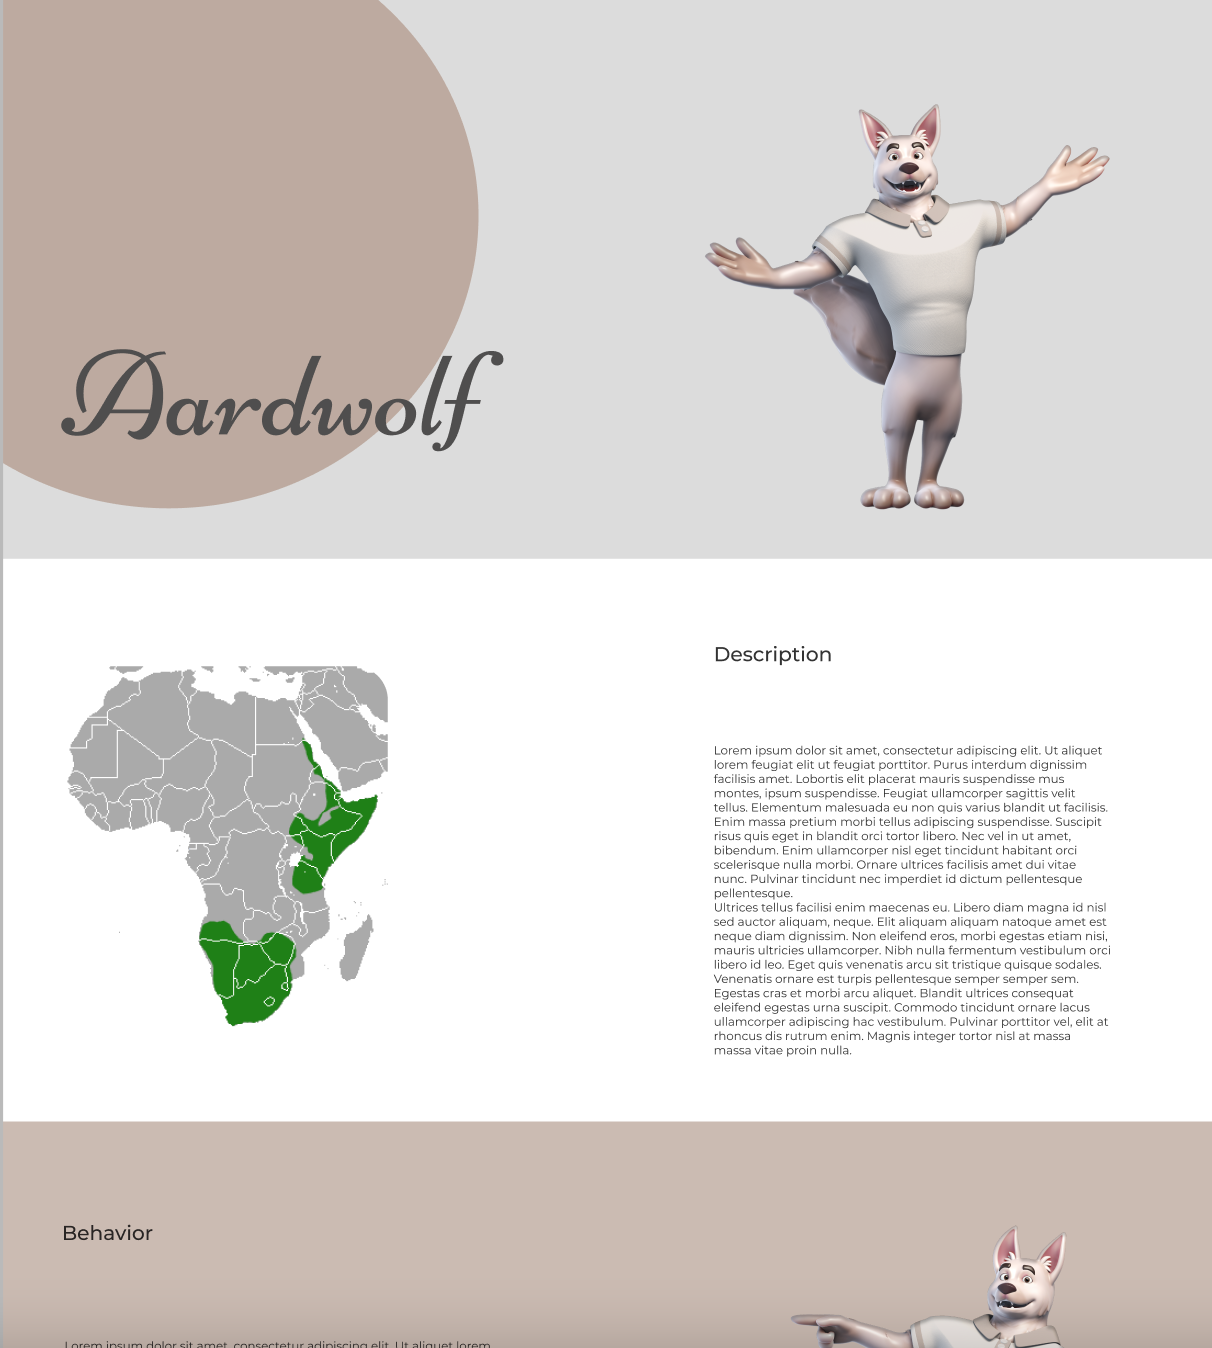 Aardwolf
Description
Lorem ipsum dolor sit amet, consectetur adipiscing elit. Ut aliquet
lorem feugiat elit ut feugiat porttitor. Purus interdum dignissim
facilisis amet. Lobortis elit placerat mauris suspendisse mus
montes, ipsum suspendisse. Feugiat ullamcorper sagittis velit
tellus. Elementum malesuada eu non quis varius blandit ut facilisis.
Enim massa pretium morbi tellus adipiscing suspendisse. Suscipit
risus quis eget in blandit orci tortor libero. Nec vel in ut amet,
bibendum. Enim ullamcorper nisl eget tincidunt habitant orci
scelerisque nulla morbi. Ornare ultrices facilisis amet dui vitae
nunc. Pulvinar tincidunt nec imperdiet id dictum pellentesque
pellentesque.
Ultrices tellus facilisi enim maecenas eu. Libero diam magna id nisl
sed auctor aliquam, neque. Elit aliquam aliquam natoque amet est
neque diam dignissim. Non eleifend eros, morbi egestas etiam nisi,
mauris ultricies ullamcorper. Nibh nulla fermentum vestibulum orci
libero id leo. Eget quis venenatis arcu sit tristique quisque sodales.
Venenatis ornare est turpis pellentesque semper semper sem.
Egestas cras et morbi arcu aliquet. Blandit ultrices consequat
eleifend egestas urna suscipit. Commodo tincidunt ornare lacus
ullamcorper adipiscing hac vestibulum. Pulvinar porttitor vel, elit at
rhoncus dis rutrum enim. Magnis integer tortor nisl at massa
massa vitae proin nulla.
Behavior
Lorem ipsum dolor sit amet, consectetur adipiscing elit. Ut aliquet lorem